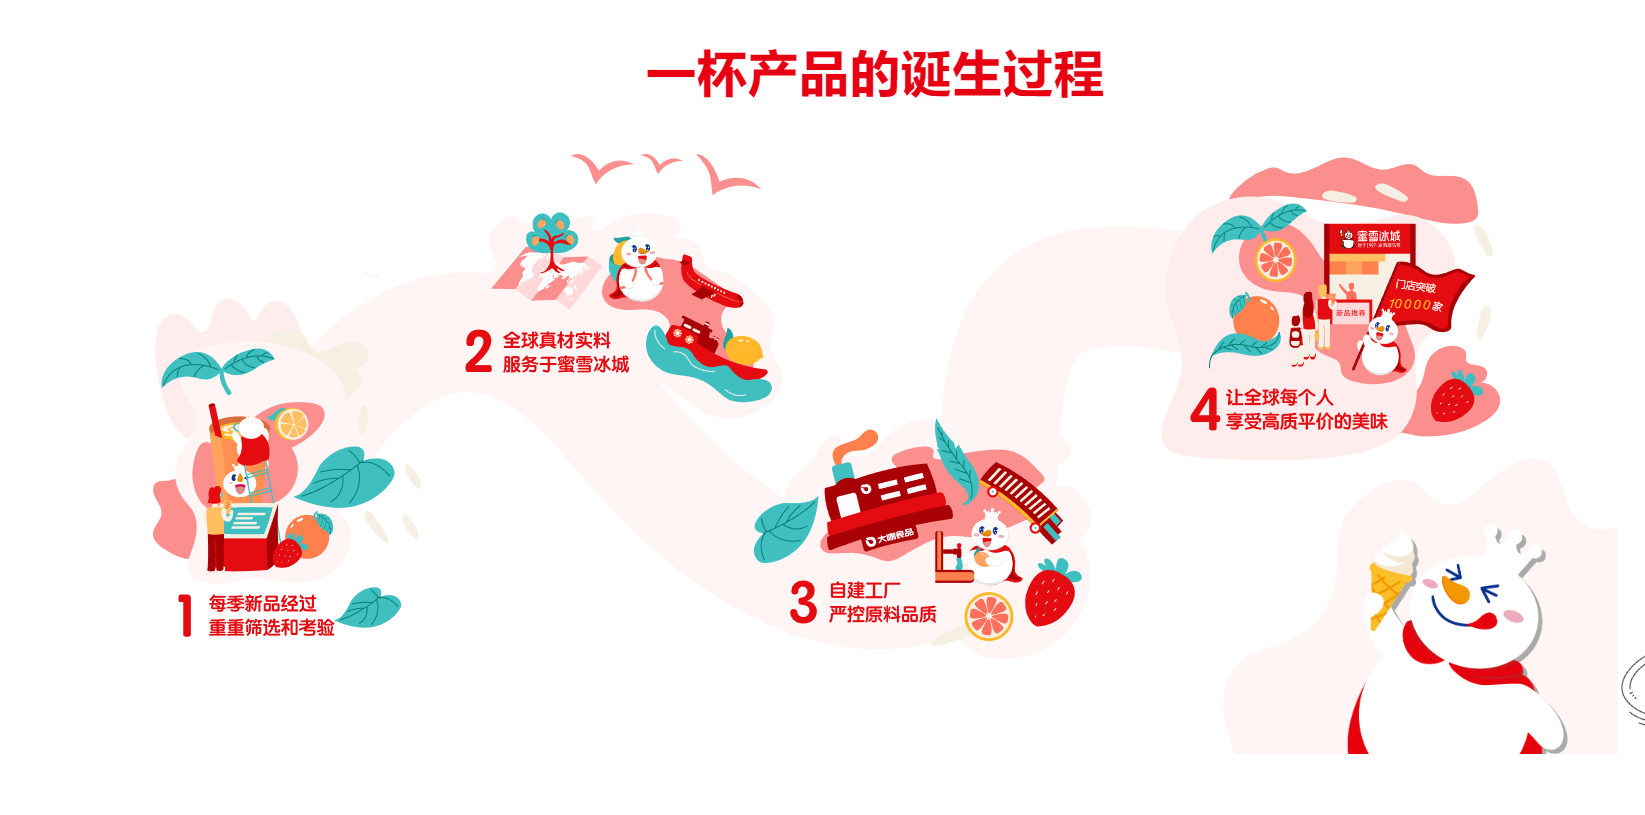 一杯产品的诞生过程
1
每季新品经过
重重筛选和考验
2
全球真材实料
服务于蜜雪冰城
大咖食品
3
自建工厂
严控原料品质
蜜雪冰城
门店突破
10000家
新品推荐
4
让全球每个人
享受高质平价的美味